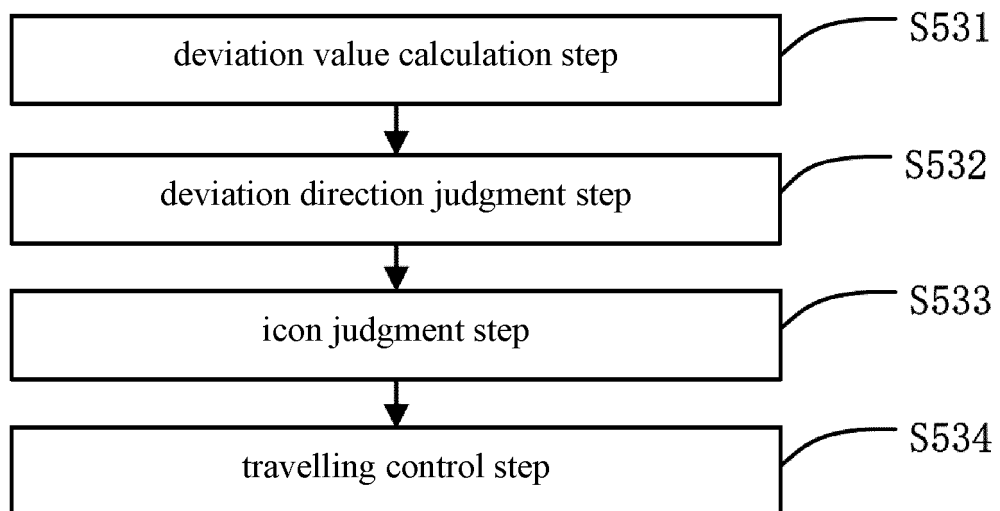 deviation value calculation step
S531
deviation direction judgment step
S532
icon judgment step
S533
travelling control step
S534